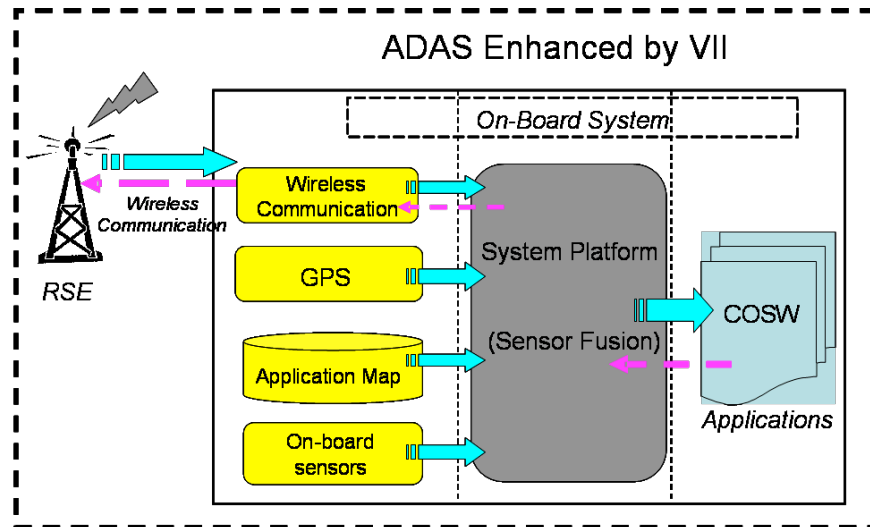 ADAS Enhanced by VII
On-Board System
Wireless
Communication
RSE
Wireless
Communication
GPS
Application Map
On-board
sensors
System Platform
(Sensor Fusion)
COSW
Applications